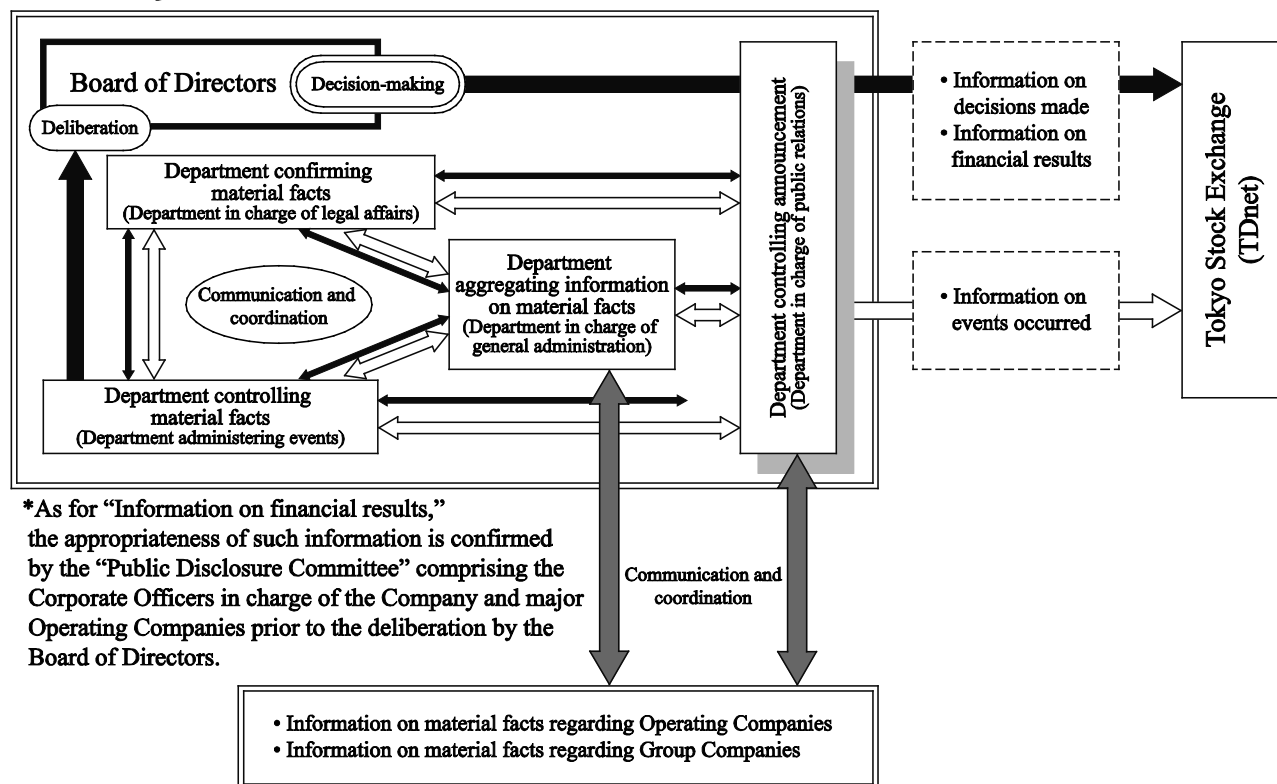 Board of Directors
Decision-making
Deliberation
Department confirming
material facts
(Department in charge of legal affairs)
Communication and
coordination
Department
aggregating information
on material facts
(Department in charge of
general administration)
Department controlling
material facts
(Department administering events)
Department controlling announcement
(Department in charge of public relations)
• Information on
decisions made
• Information on
financial results
• Information on
events occurred
Tokyo Stock Exchange
(TDnet)
*As for “Information on financial results,”
the appropriateness of such information is confirmed
by the “Public Disclosure Committee” comprising the
Corporate Officers in charge of the Company and major
Operating Companies prior to the deliberation by the
Board of Directors.
Communication and
coordination
• Information on material facts regarding Operating Companies
• Information on material facts regarding Group Companies